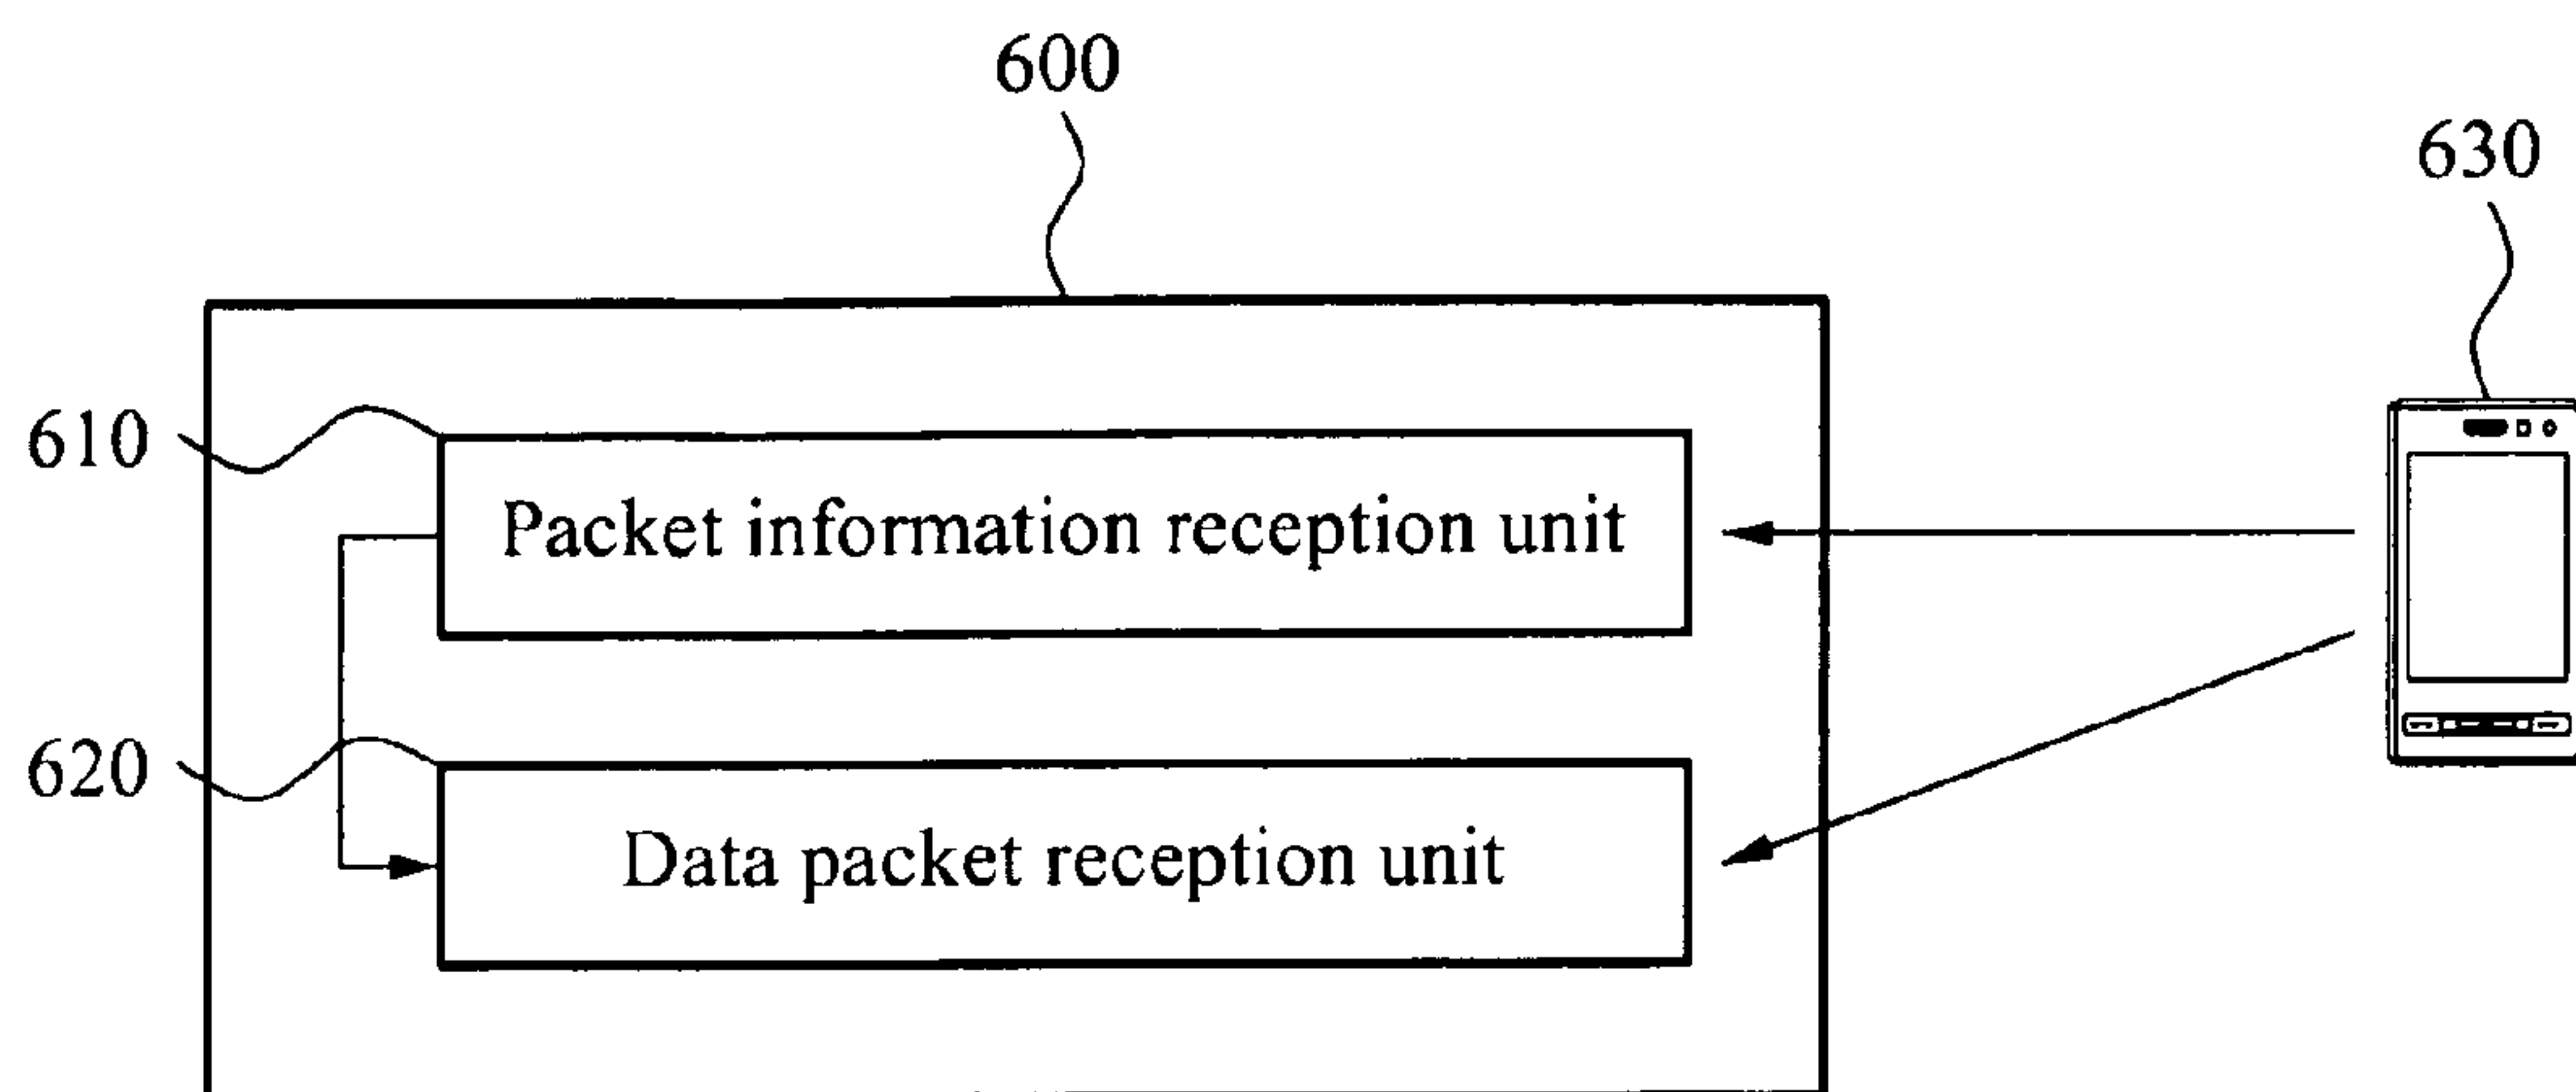 600
630
610
Packet information reception unit
620
Data packet reception unit